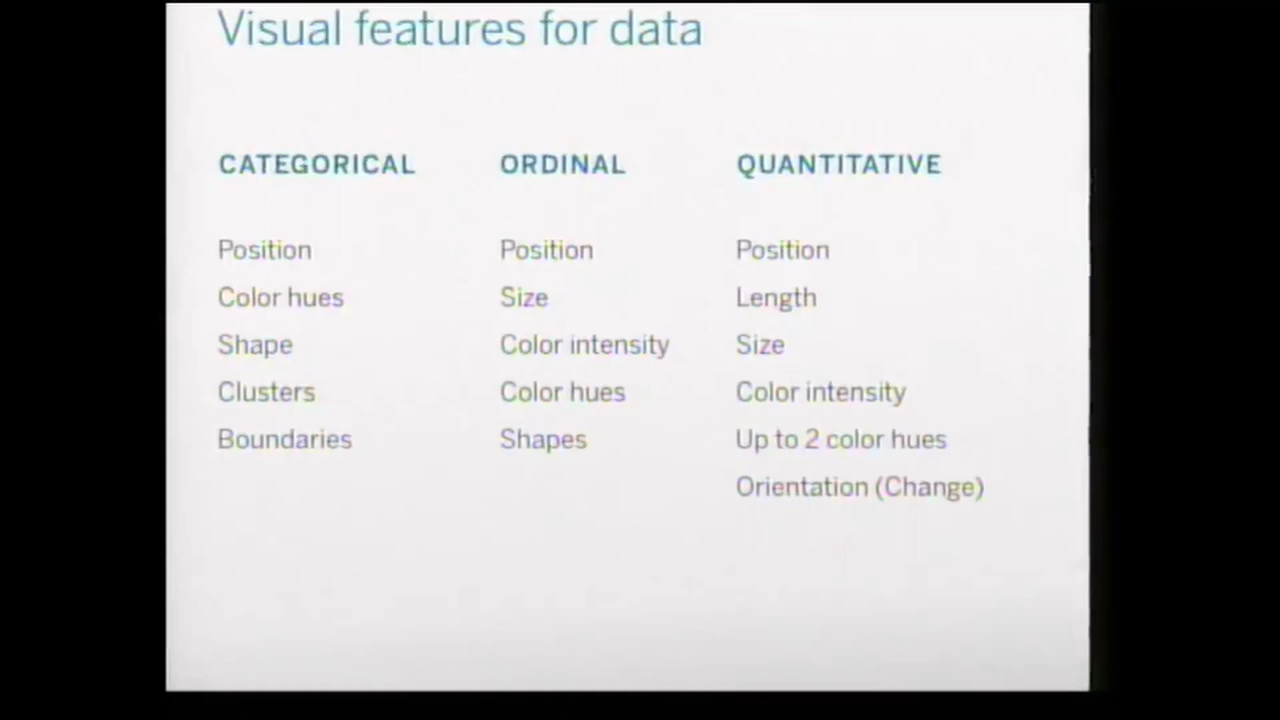 Visual features for data
CATEGORICAL
Position
Color hues
Shape
Clusters
Boundaries
ORDINAL
Position
Size
Color intensity
Color hues
Shapes
QUANTITATIVE
Position
Length
Size
Color intensity
Up to 2 color hues
Orientation (Change)